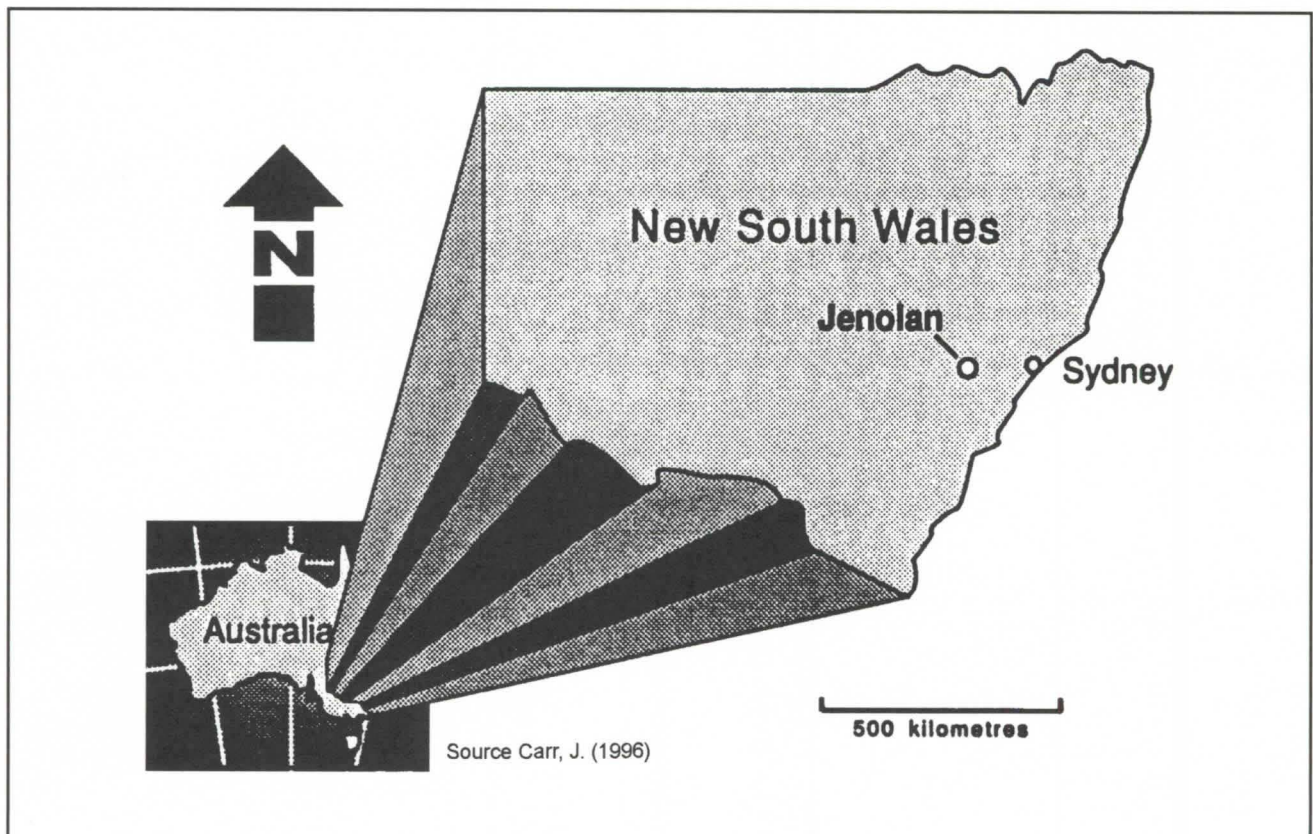 New South Wales
N
Jenolan
Sydney
Australia
500 kilometres
Source Carr, J. (1996)